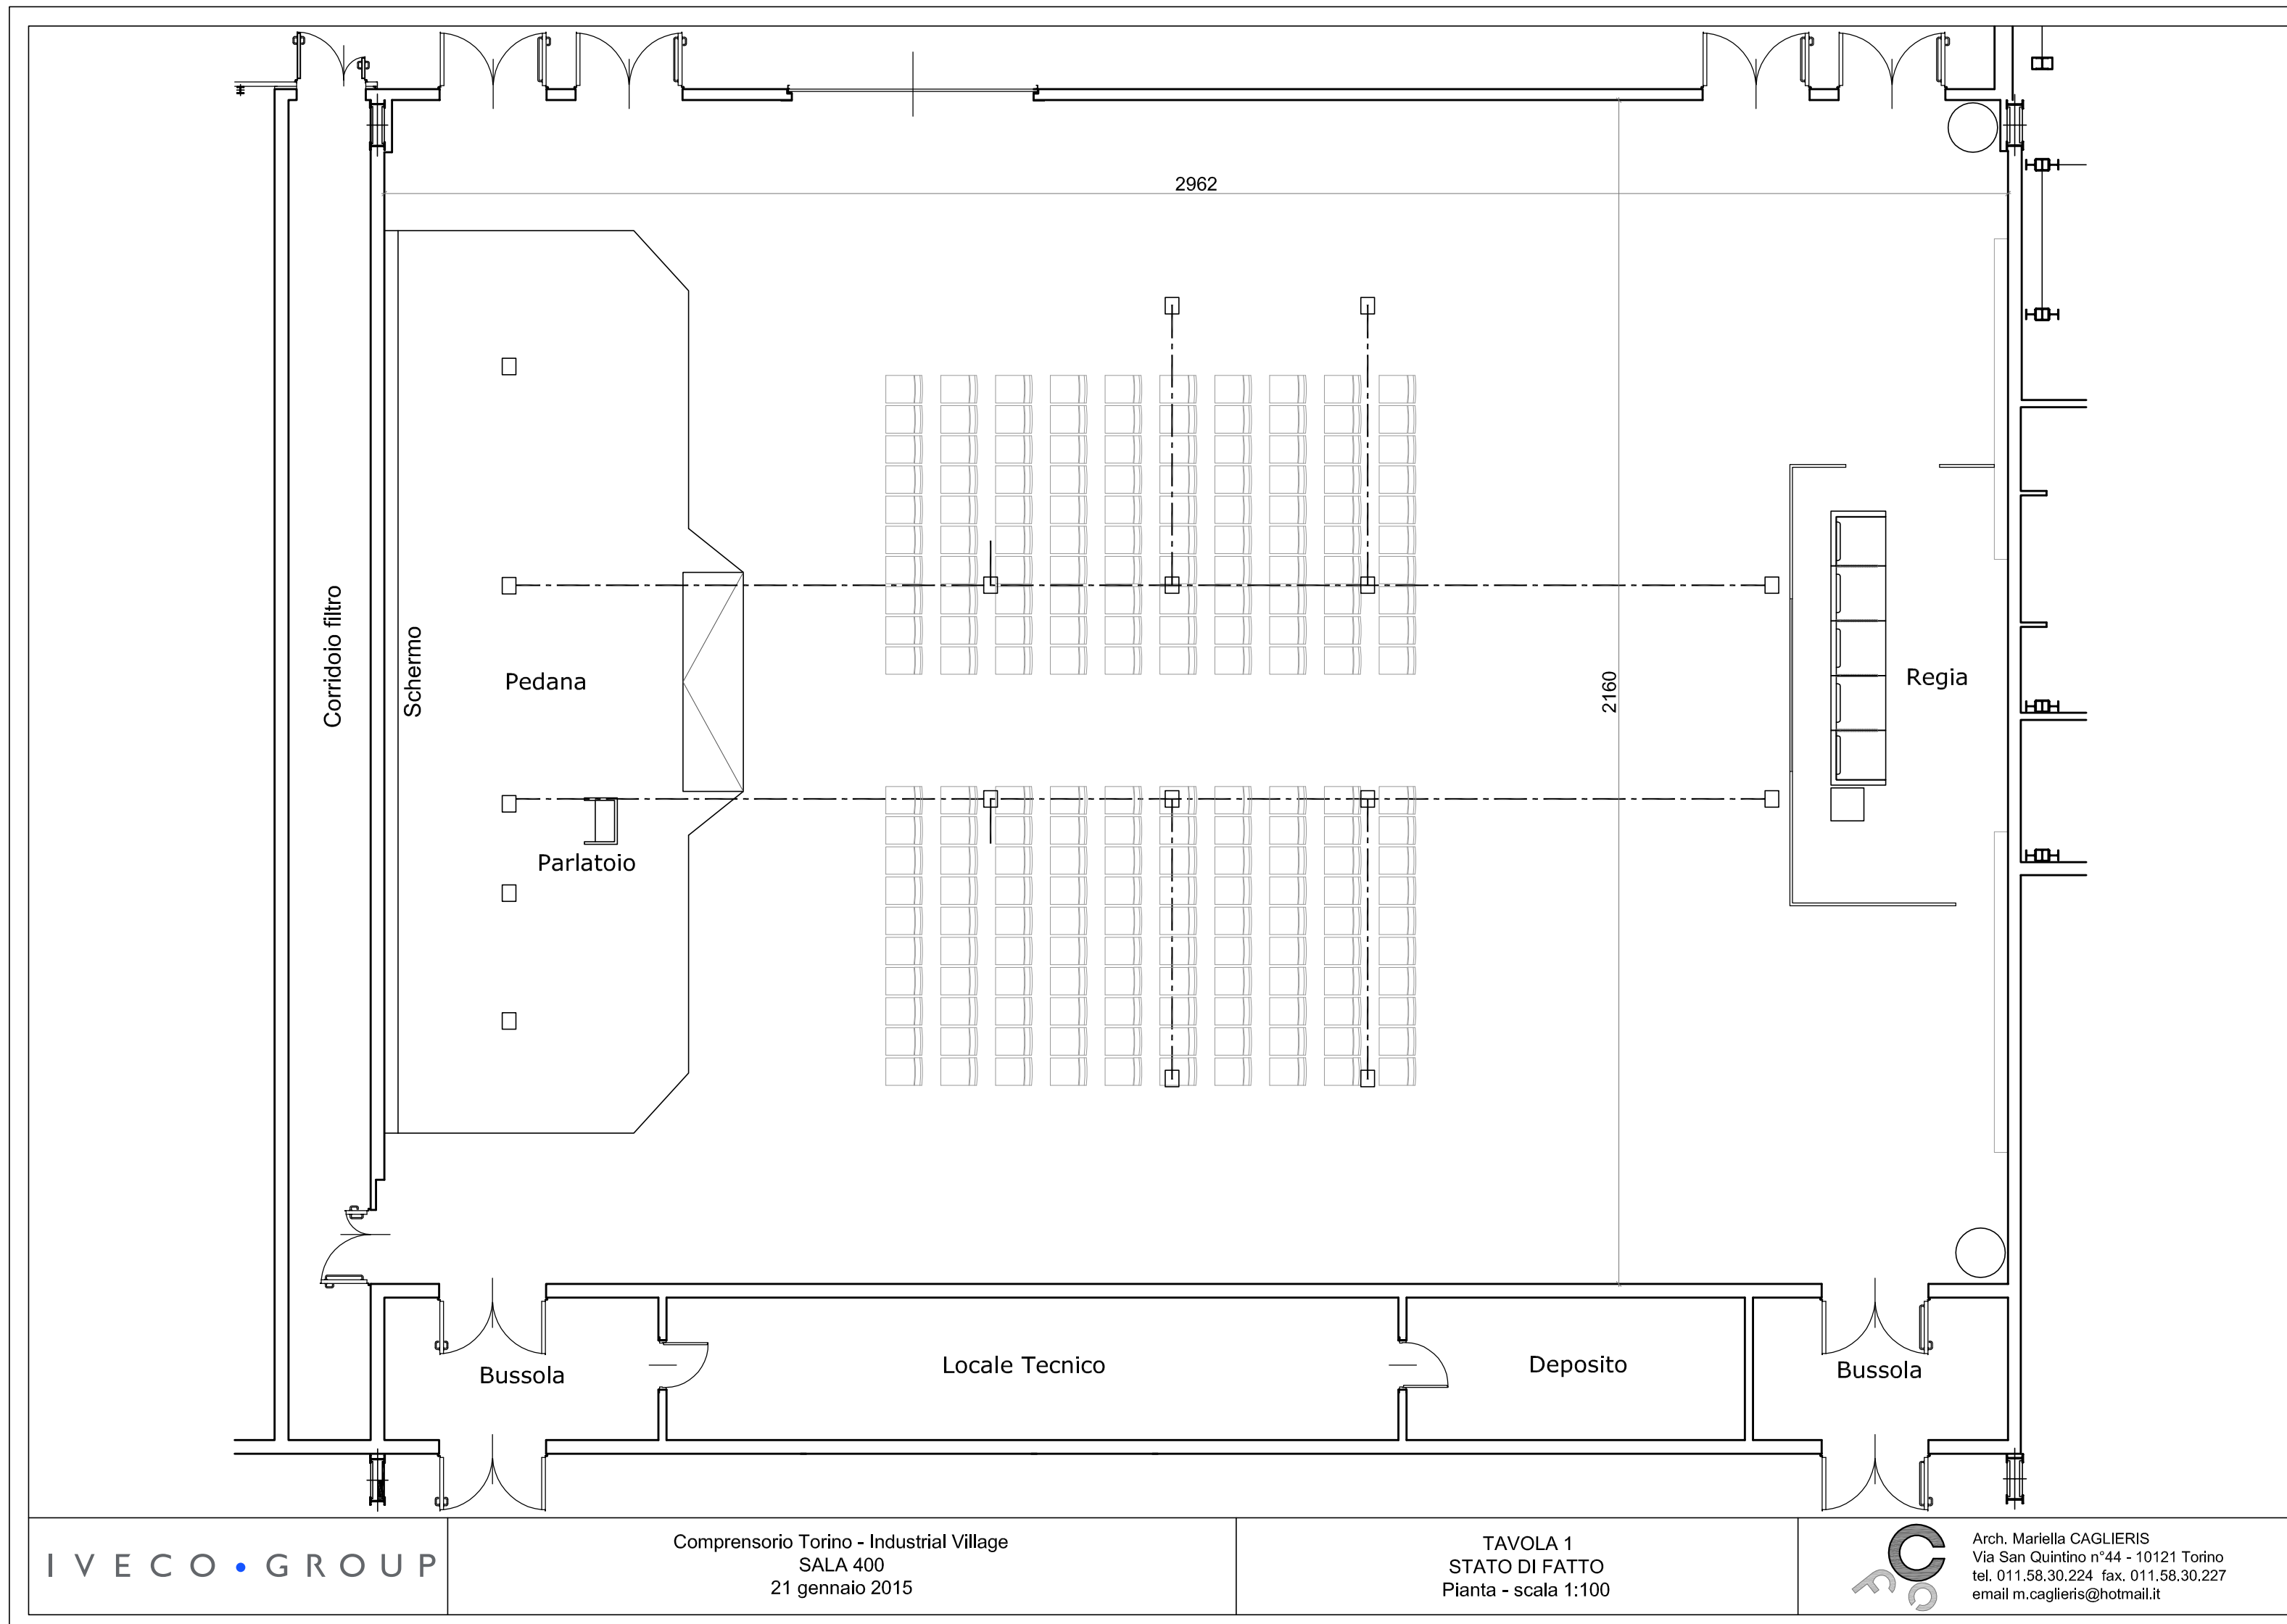 2962
Corridoio filtro
Schermo
Pedana
2160
Regia
Parlatoio
Bussola
Locale Tecnico
Deposito
Bussola
IVECO • GROUP
Comprensorio Torino - Industrial Village
SALA 400
21 gennaio 2015
TAVOLA 1
STATO DI FATTO
Pianta - scala 1:100
Arch. Mariella CAGLIERIS
Via San Quintino n°44 - 10121 Torino
tel. 011.58.30.224 fax. 011.58.30.227
email m.caglieris@hotmail.it